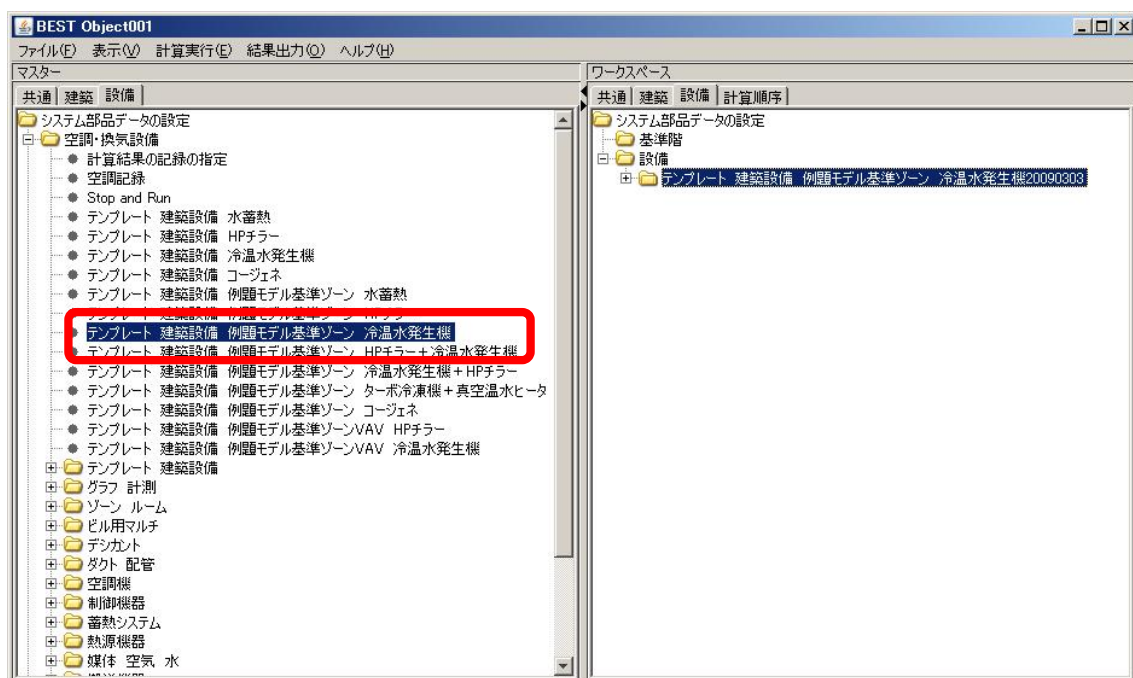 BEST Object001
ファイル(F) 表示(V) 計算実行(E) 結果出力(O) ヘルプ(H)
マスター
共通 建築 設備
システム部品データの設定
空調・換気設備
計算結果の記録の指定
空調記録
Stop and Run
テンプレート 建築設備 水蓄熱
テンプレート 建築設備 HPチラー
テンプレート 建築設備 冷温水発生機
テンプレート 建築設備 コージェネ
テンプレート 建築設備 例題モデル基準ゾーン 水蓄熱
テンプレート 建築設備 例題モデル基準ゾーン 冷温水発生機
テンプレート 建築設備 例題モデル基準ゾーン HPチラー+冷温水発生機
テンプレート 建築設備 例題モデル基準ゾーン 冷温水発生機+HPチラー
テンプレート 建築設備 例題モデル基準ゾーン ターボ冷凍機+真空温水ヒータ
テンプレート 建築設備 例題モデル基準ゾーン コージェネ
テンプレート 建築設備 例題モデル基準ゾーンVAV HPチラー
テンプレート 建築設備 例題モデル基準ゾーンVAV 冷温水発生機
テンプレート 建築設備
グラフ 計測
ゾーン ルーム
ビル用マルチ
デシカント
ダクト 配管
空調機
制御機器
蓄熱システム
熱源機器
媒体 空気 水
ワークスペース
共通 建築 設備 計算順序
システム部品データの設定
基準階
設備
テンプレート 建築設備 例題モデル基準ゾーン 冷温水発生機20090303